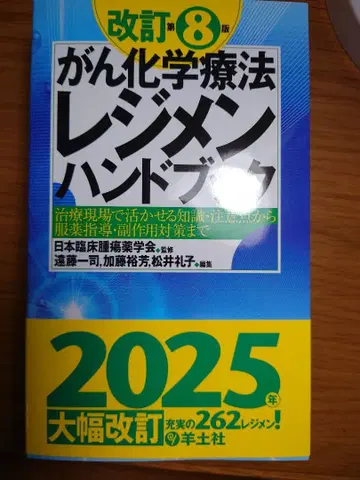 改訂第8版
がん化学療法
レジメン
ハンドブック
治療現場で活かせる知識・注意点から
服薬指導・副作用対策まで
日本臨床腫瘍薬学会●監修
遠藤一司,加藤裕芳,松井礼子●編集
2025年
大幅改訂 充実の262レジメン!
羊土社